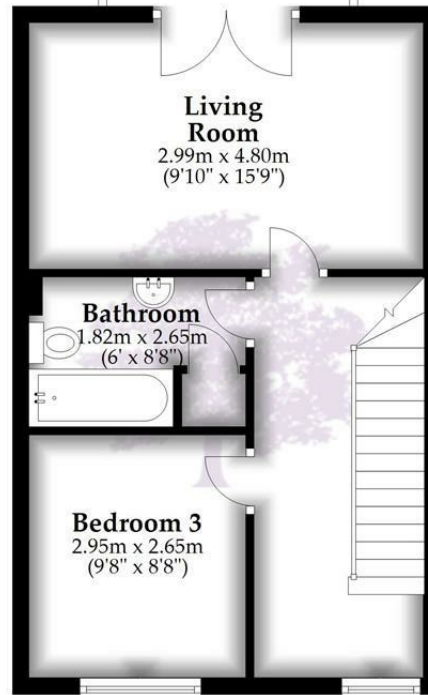 Living
Room
2.99m x 4.80m
(9'10" x 15'9")
Bathroom
1.82m x 2.65m
(6' x 8'8")
Bedroom 3
2.95m x 2.65m
(9'8" x 8'8")